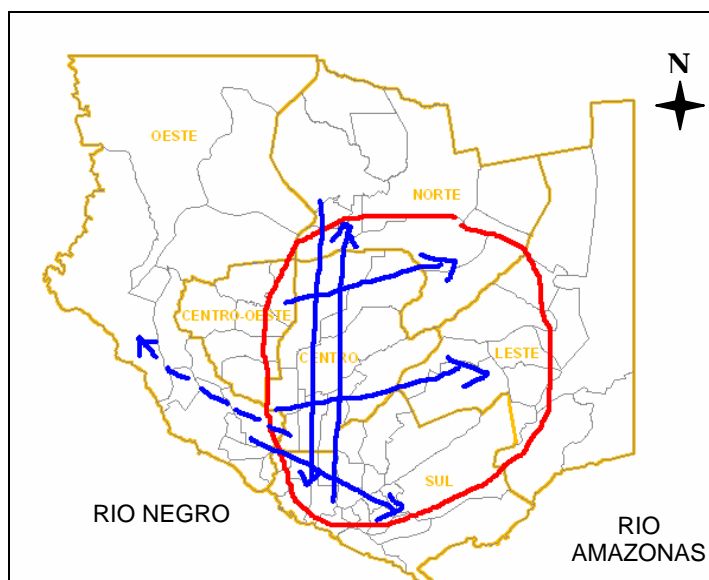 N
OESTE
NORTE
CENTRO-OESTE
CENTRO
LESTE
SUL
RIO NEGRO
RIO
AMAZONAS